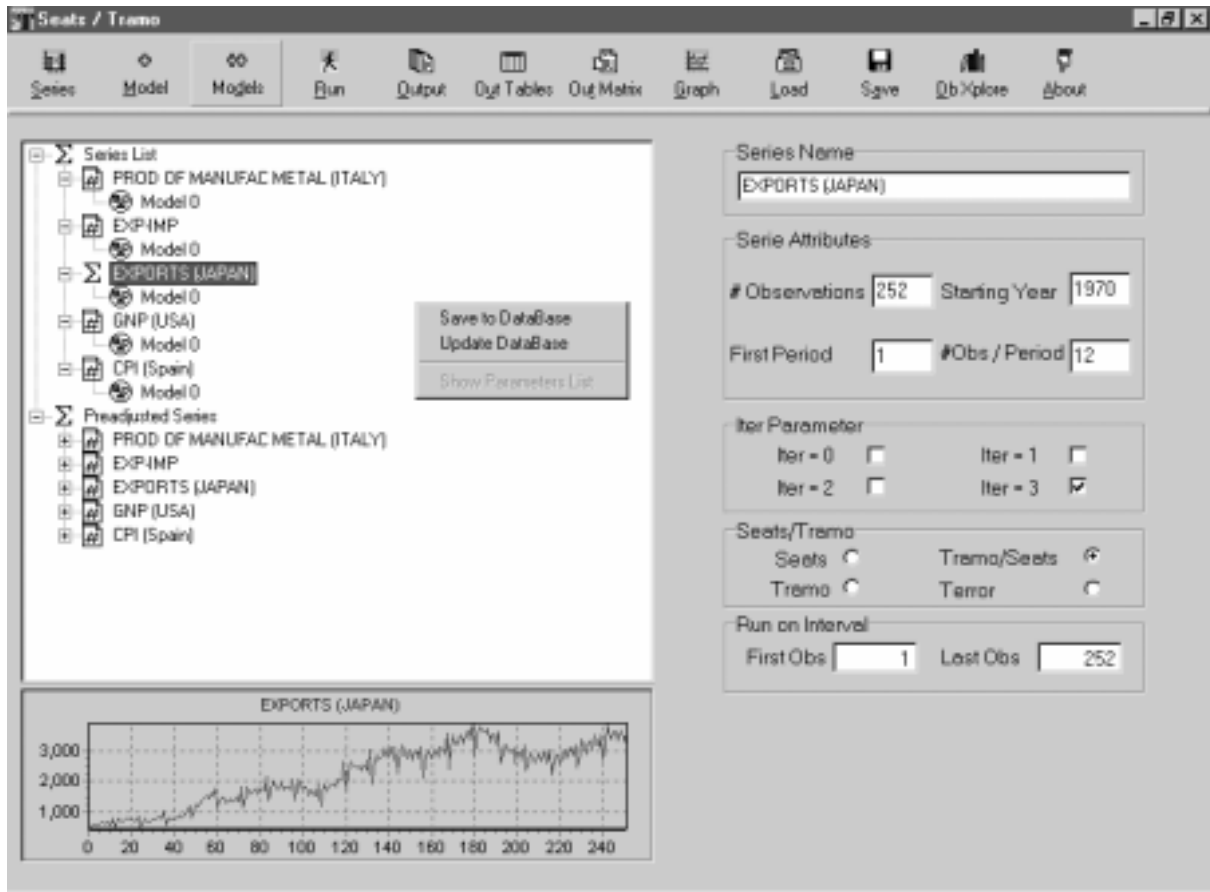 Seats / Tramo
Series Model Models Run Output Out Tables Out Matrix Graph Load Save DbXplore About
Series List
PROD OF MANUFAC METAL (ITALY)
Model 0
EXP-IMP
Model 0
EXPORTS (JAPAN)
Model 0
GNP (USA)
Model 0
CPI (Spain)
Model 0
Preadjusted Series
PROD OF MANUFAC METAL (ITALY)
EXP-IMP
EXPORTS (JAPAN)
GNP (USA)
CPI (Spain)
Save to DataBase
Update DataBase
Show Parameters List
Series Name
EXPORTS (JAPAN)
Serie Attributes
# Observations 252 Starting Year 1970
First Period 1 #Obs / Period 12
Iter Parameter
Iter = 0 Iter = 1
Iter = 2 Iter = 3
Seats/Tramo
Seats Tramo/Seats
Tramo Terror
Run on Interval
First Obs 1 Last Obs 252
EXPORTS (JAPAN)
3,000
2,000
1,000
0 20 40 60 80 100 120 140 160 180 200 220 240